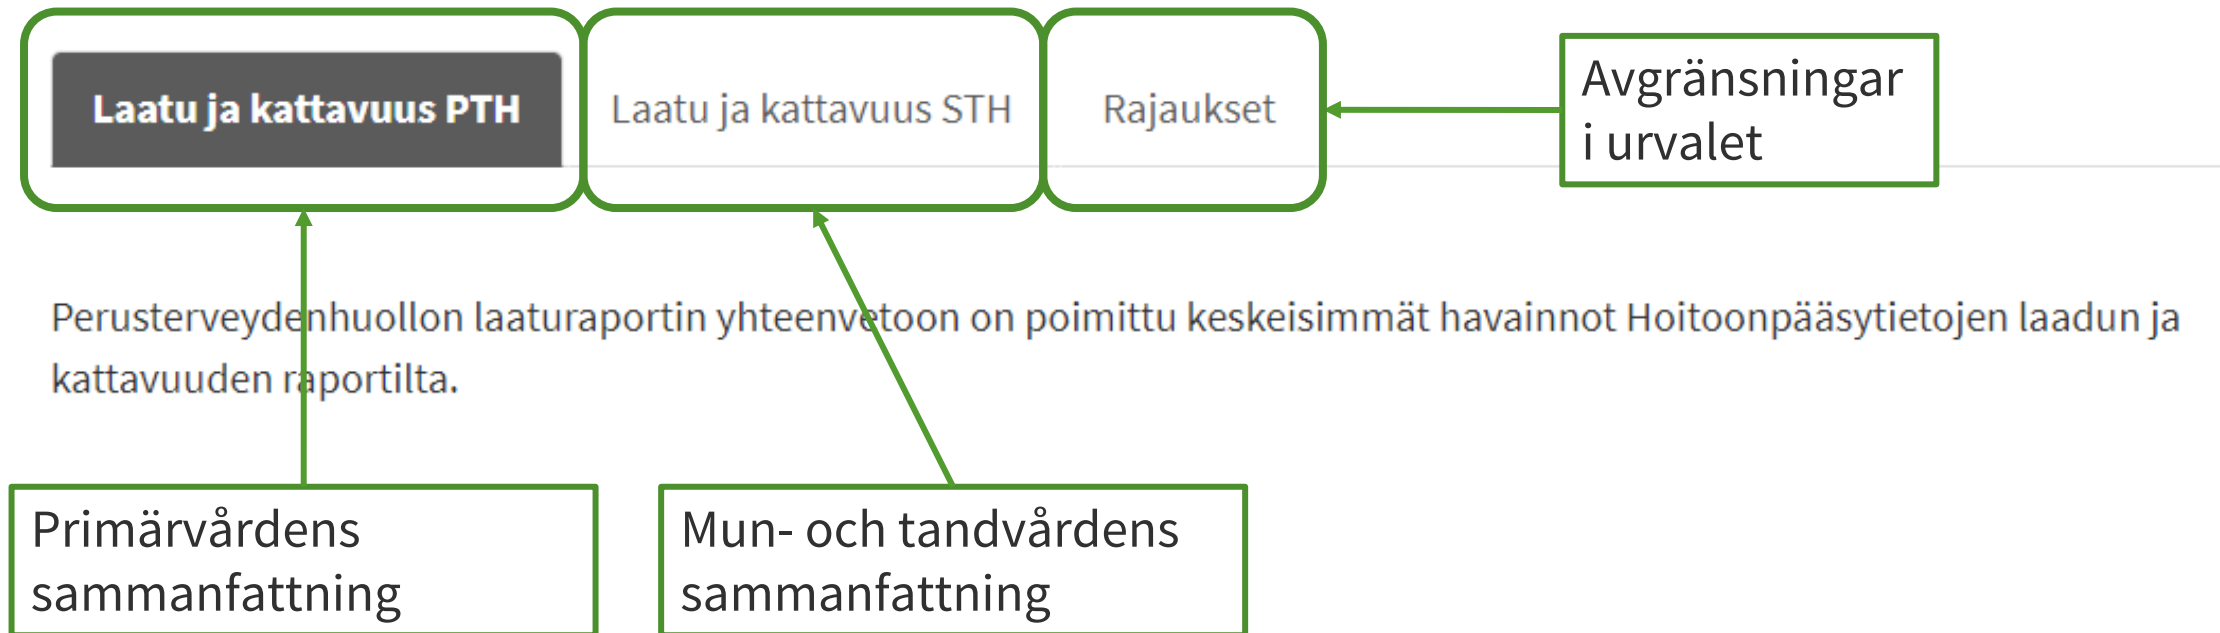 Laatu ja kattavuus PTH
Laatu ja kattavuus STH
Rajaukset
Avgränsningar
i urvalet
Perusterveydenhuollon laaturaportin yhteenvetoon on poimittu keskeisimmät havainnot Hoitoonpääsytietojen laadun ja
kattavuuden raportilta.
Primärvårdens
sammanfattning
Mun- och tandvårdens
sammanfattning